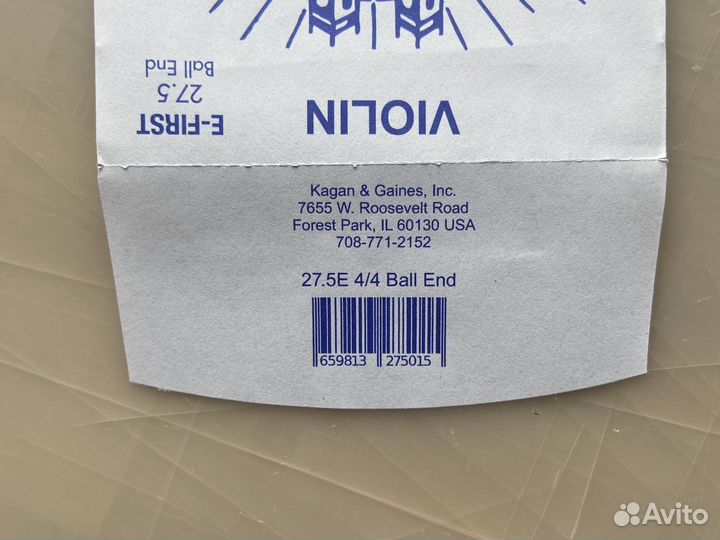 Ball End
27.5
E-FIRST
VIOLIN
Kagan & Gaines, Inc.
7655 W. Roosevelt Road
Forest Park, IL 60130 USA
708-771-2152
27.5E 4/4 Ball End
659813 275015
Avito